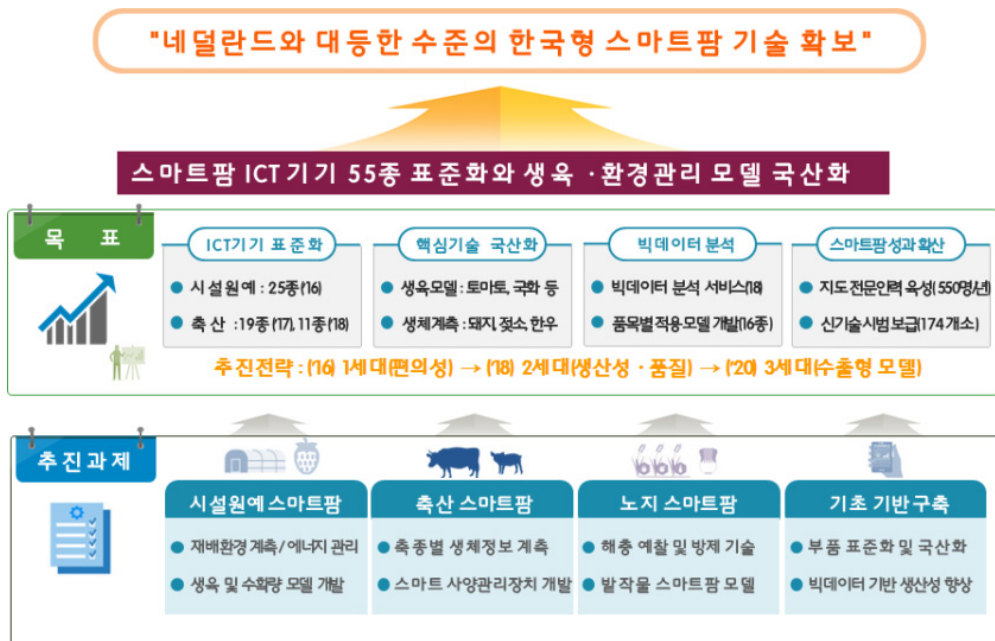 "네덜란드와 대등한 수준의 한국형 스마트팜 기술 확보"
스마트팜 ICT기기 55종 표준화와 생육 · 환경관리 모델 국산화
목 표
ICT기기 표준화
● 시설원예 : 25종('16)
● 축산 : 19종('17), 11종('18)
핵심기술 국산화
● 생육모델 : 토마토, 국화 등
● 생체계측 : 돼지, 젖소, 한우
빅데이터 분석
● 빅데이터 분석 서비스('18)
● 품목별 적용모델 개발(16종)
스마트팜성과확산
● 지도 전문인력 육성( 550명/년)
● 신기술시범 보급(174개소)
추진전략 : ('16) 1세대(편의성) → ('18) 2세대(생산성 · 품질) → ('20) 3세대(수출형 모델)
추진과제
시설원예 스마트팜
● 재배환경 계측 / 에너지 관리
● 생육 및 수확량 모델 개발
축산 스마트팜
● 축종별 생체정보 계측
● 스마트 사양관리장치 개발
노지 스마트팜
● 해충 예찰 및 방제 기술
● 밭작물 스마트팜 모델
기초 기반구축
● 부품 표준화 및 국산화
● 빅데이터 기반 생산성 향상